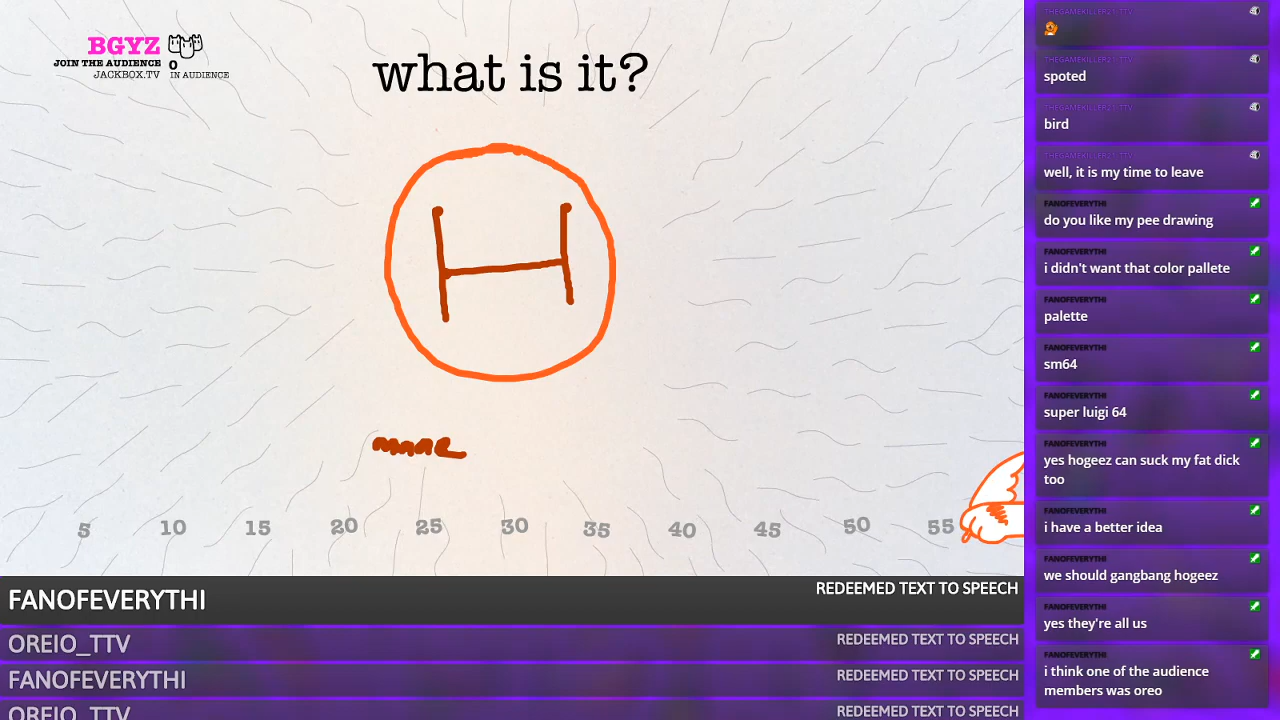 BGYZ
JOIN THE AUDIENCE
JACKBOX.TV
0
IN AUDIENCE
what is it?
H
5 10 15 20 25 30 35 40 45 50 55
FANOFEVERYTHI REDEEMED TEXT TO SPEECH
OREIO_TTV REDEEMED TEXT TO SPEECH
FANOFEVERYTHI REDEEMED TEXT TO SPEECH
OREIO_TTV REDEEMED TEXT TO SPEECH
THEGAMEKILLER21_TTV
THEGAMEKILLER21_TTV
spoted
THEGAMEKILLER21_TTV
bird
THEGAMEKILLER21_TTV
well, it is my time to leave
FANOFEVERYTHI
do you like my pee drawing
FANOFEVERYTHI
i didn't want that color pallete
FANOFEVERYTHI
palette
FANOFEVERYTHI
sm64
FANOFEVERYTHI
super luigi 64
FANOFEVERYTHI
yes hogeez can suck my fat dick
too
FANOFEVERYTHI
i have a better idea
FANOFEVERYTHI
we should gangbang hogeez
FANOFEVERYTHI
yes they're all us
FANOFEVERYTHI
i think one of the audience
members was oreo